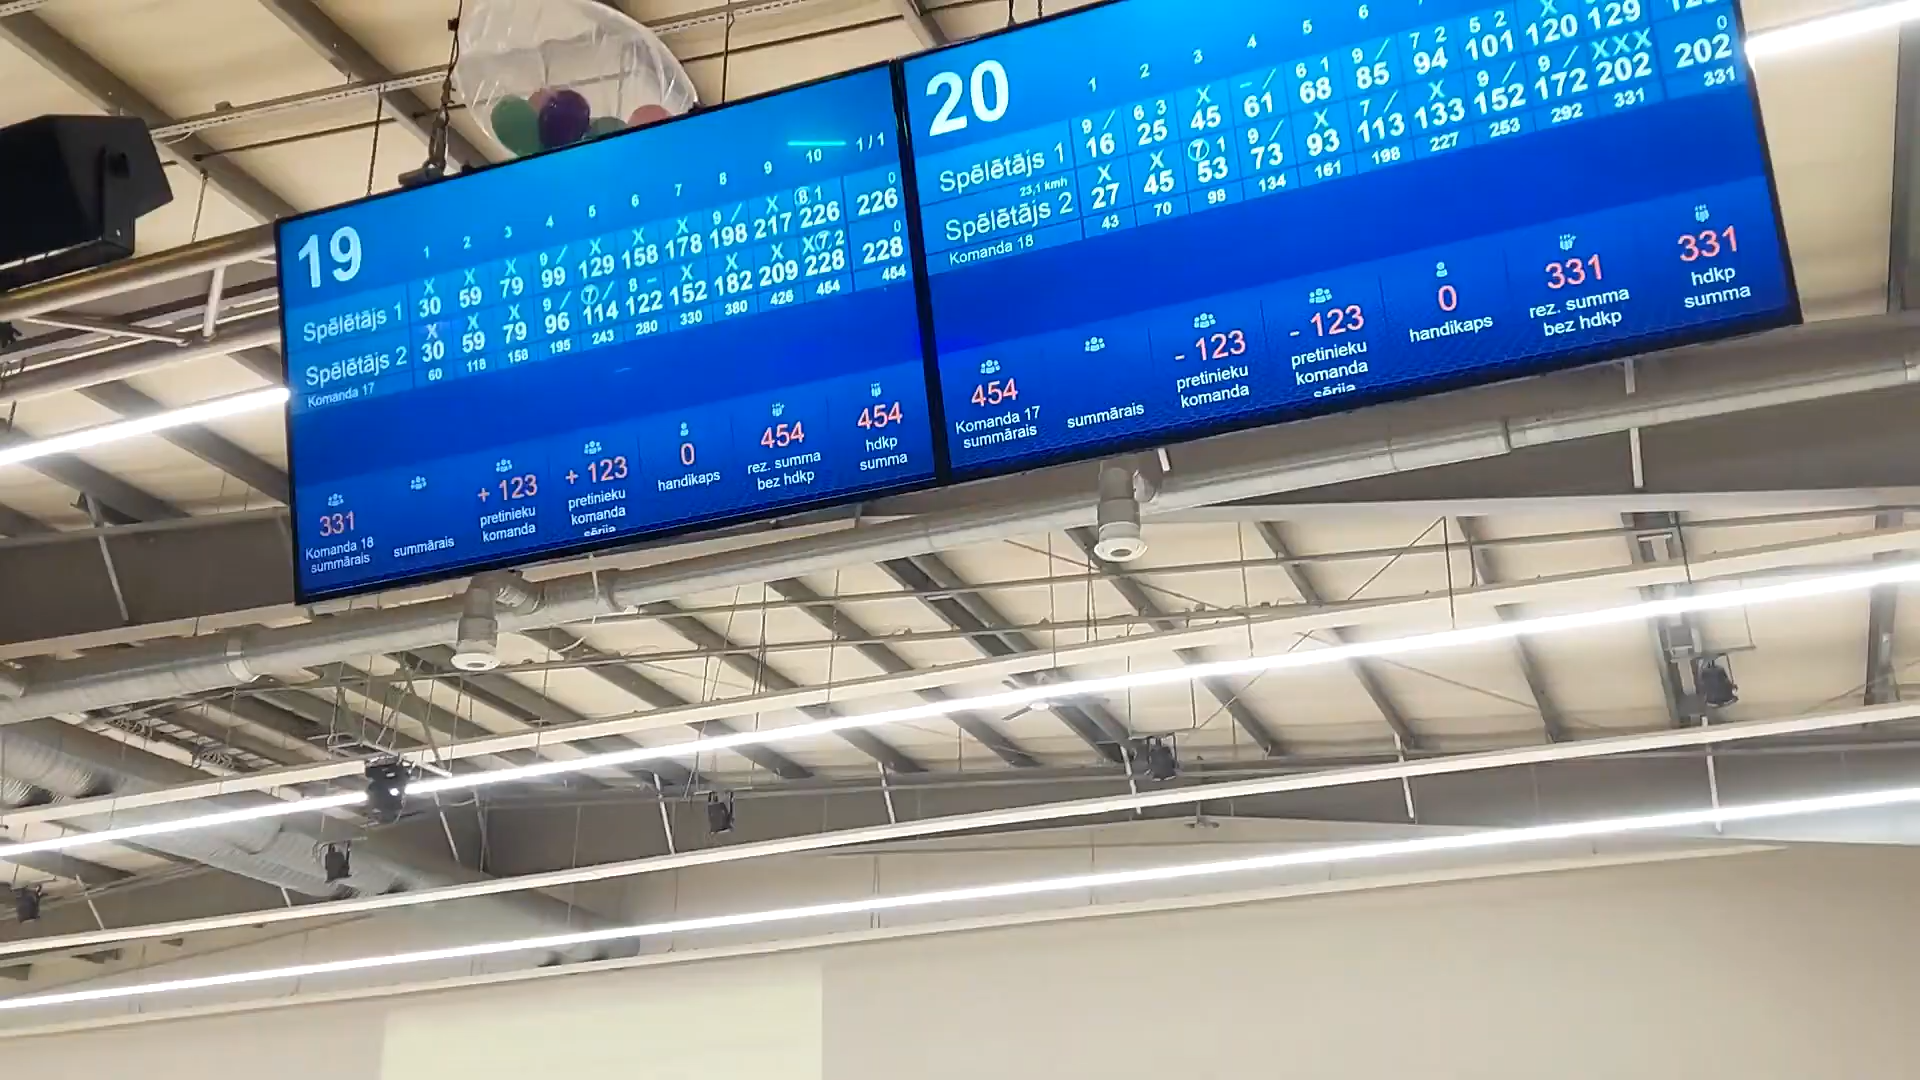 19
1 2 3 4 5 6 7 8 9 10 1/1
X X X 9 / X X X 9 / X 8 1 0
Spēlētājs 1 30 59 79 99 129 158 178 198 217 226 226
X X X 9 / 7 / 8 - X X X X 7 2 0
Spēlētājs 2 30 59 79 96 114 122 152 182 209 228 228
Komanda 17 60 118 158 195 243 280 330 380 426 454 454
331
Komanda 18
summārais
summārais
+ 123
pretinieku
komanda
+ 123
pretinieku
komanda
sērija
0
handikaps
454
rez. summa
bez hdkp
454
hdkp
summa
20
1 2 3 4 5 6
9 / 6 3 X - / 6 1 9 / 7 2 5 2 X
Spēlētājs 1 16 25 45 61 68 85 94 101 120 129
23,1 kmh
X X 7 1 9 / X 7 / X 9 / 9 / XXX 0
Spēlētājs 2 27 45 53 73 93 113 133 152 172 202 202
Komanda 18 43 70 98 134 161 198 227 253 292 331 331
454
Komanda 17
summārais
summārais
- 123
pretinieku
komanda
- 123
pretinieku
komanda
sērija
0
handikaps
331
rez. summa
bez hdkp
331
hdkp
summa